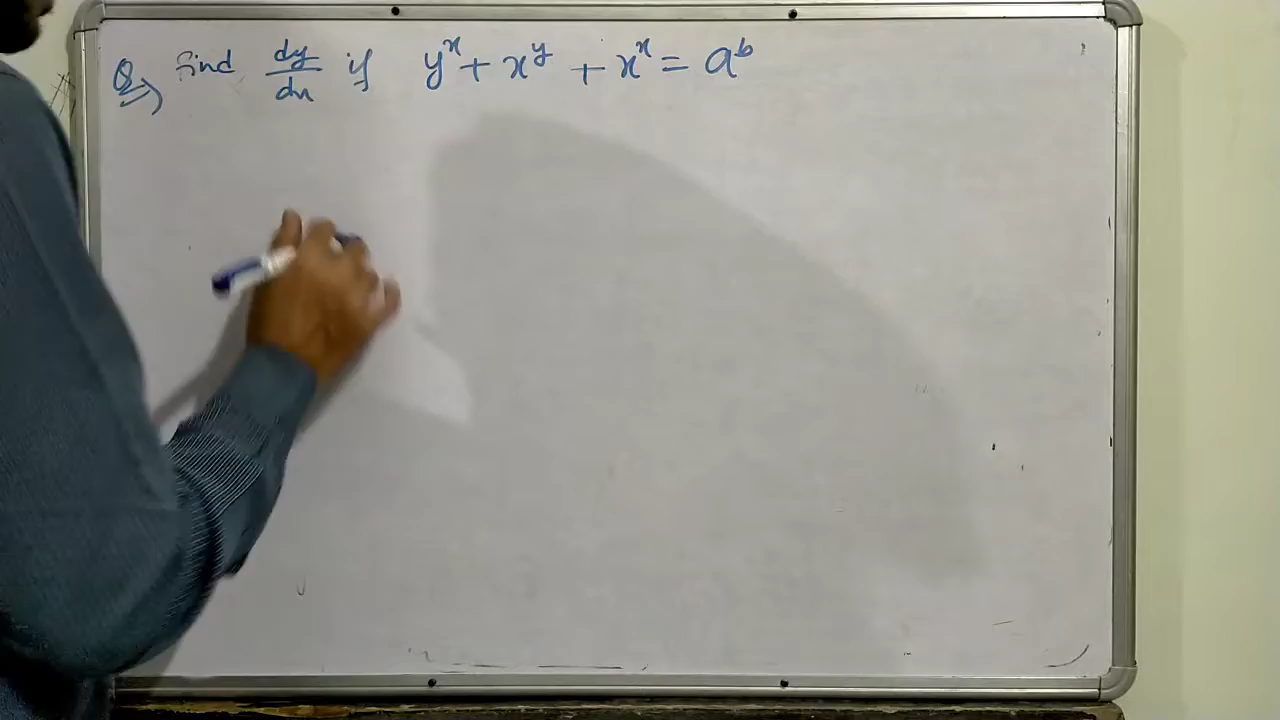 Q→ Find dy/dx if y^x + x^y + x^x = a^b